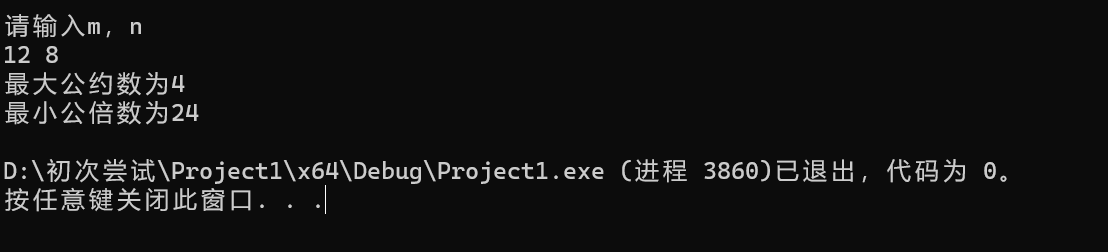 请输入m，n
12 8
最大公约数为4
最小公倍数为24
D:\初次尝试\Project1\x64\Debug\Project1.exe (进程 3860)已退出，代码为 0。
按任意键关闭此窗口. . .